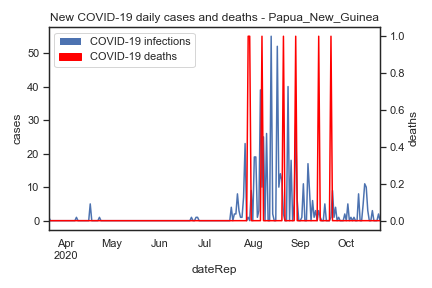 New COVID-19 daily cases and deaths - Papua_New_Guinea
COVID-19 infections
COVID-19 deaths
50
40
30
20
10
0
cases
1.0
0.8
0.6
0.4
0.2
0.0
deaths
Apr May Jun Jul Aug Sep Oct
2020
dateRep